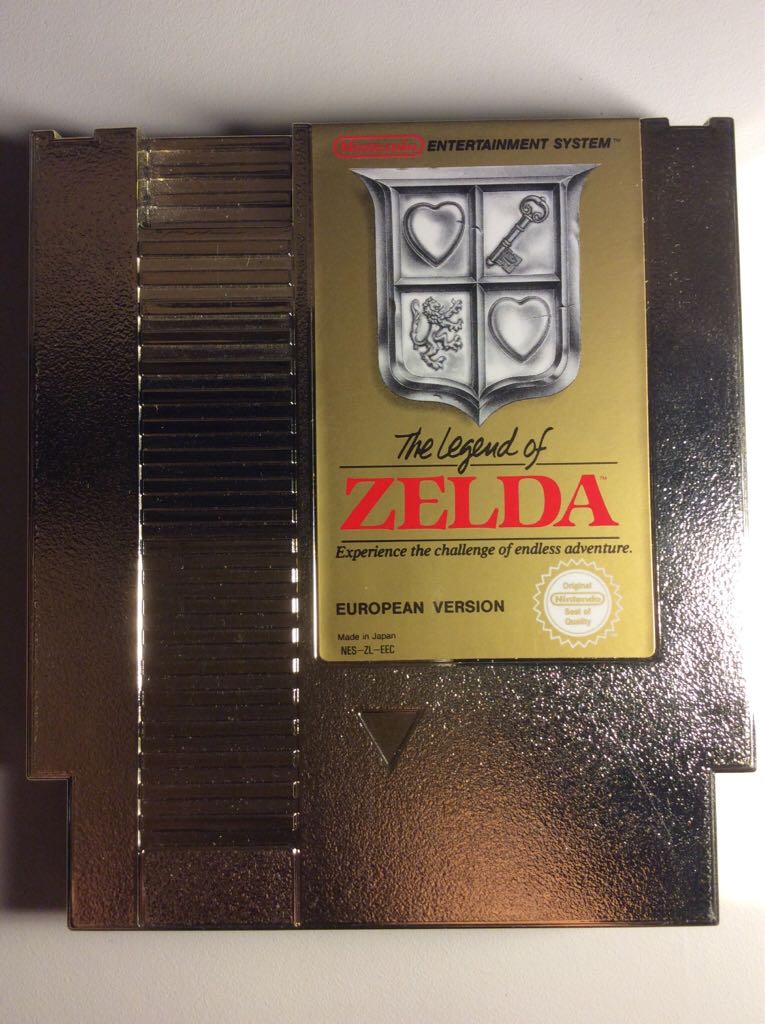 Nintendo ENTERTAINMENT SYSTEM™
The Legend of
ZELDA™
Experience the challenge of endless adventure.
EUROPEAN VERSION
Original
Nintendo
Seal of
Quality
Made in Japan
NES-ZL-EEC